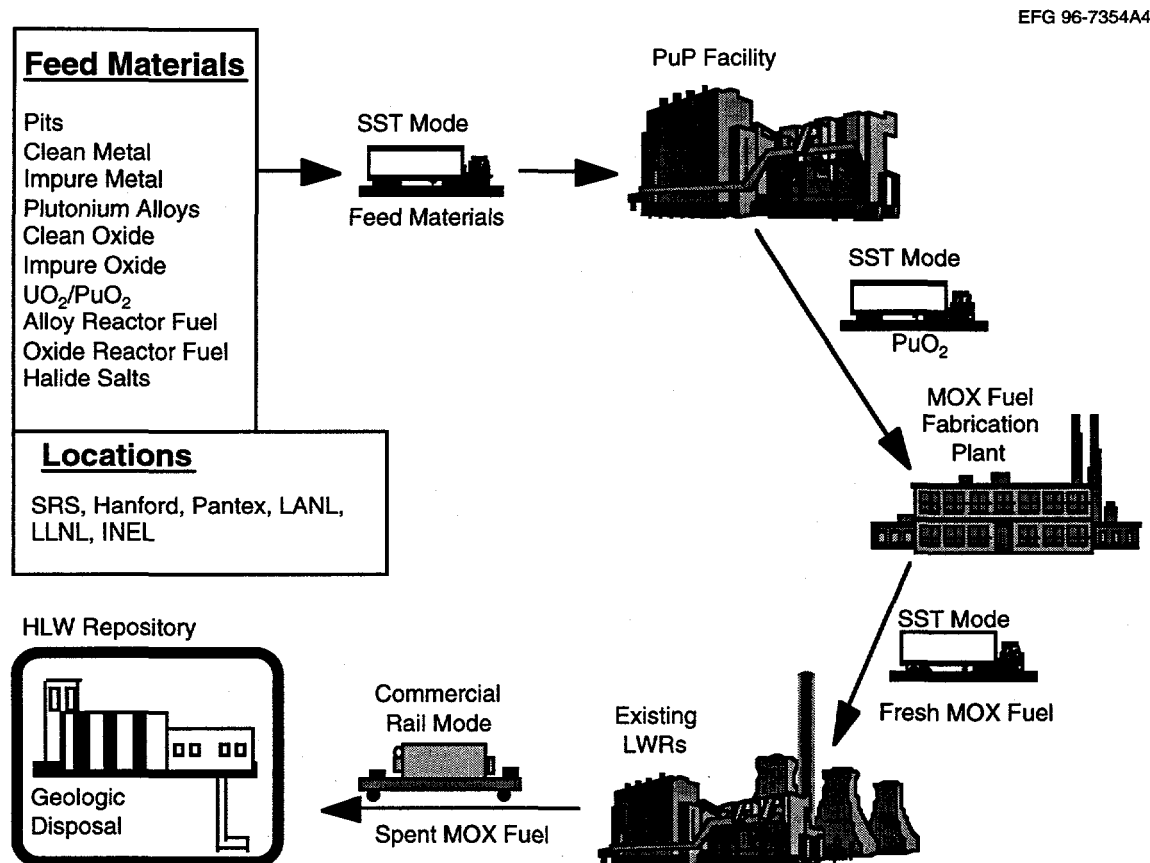 EFG 96-7354A4
Feed Materials
Pits
Clean Metal
Impure Metal
Plutonium Alloys
Clean Oxide
Impure Oxide
UO₂/PuO₂
Alloy Reactor Fuel
Oxide Reactor Fuel
Halide Salts
Locations
SRS, Hanford, Pantex, LANL,
LLNL, INEL
SST Mode
Feed Materials
PuP Facility
SST Mode
PuO₂
MOX Fuel
Fabrication
Plant
SST Mode
Fresh MOX Fuel
Existing
LWRs
Commercial
Rail Mode
Spent MOX Fuel
HLW Repository
Geologic
Disposal